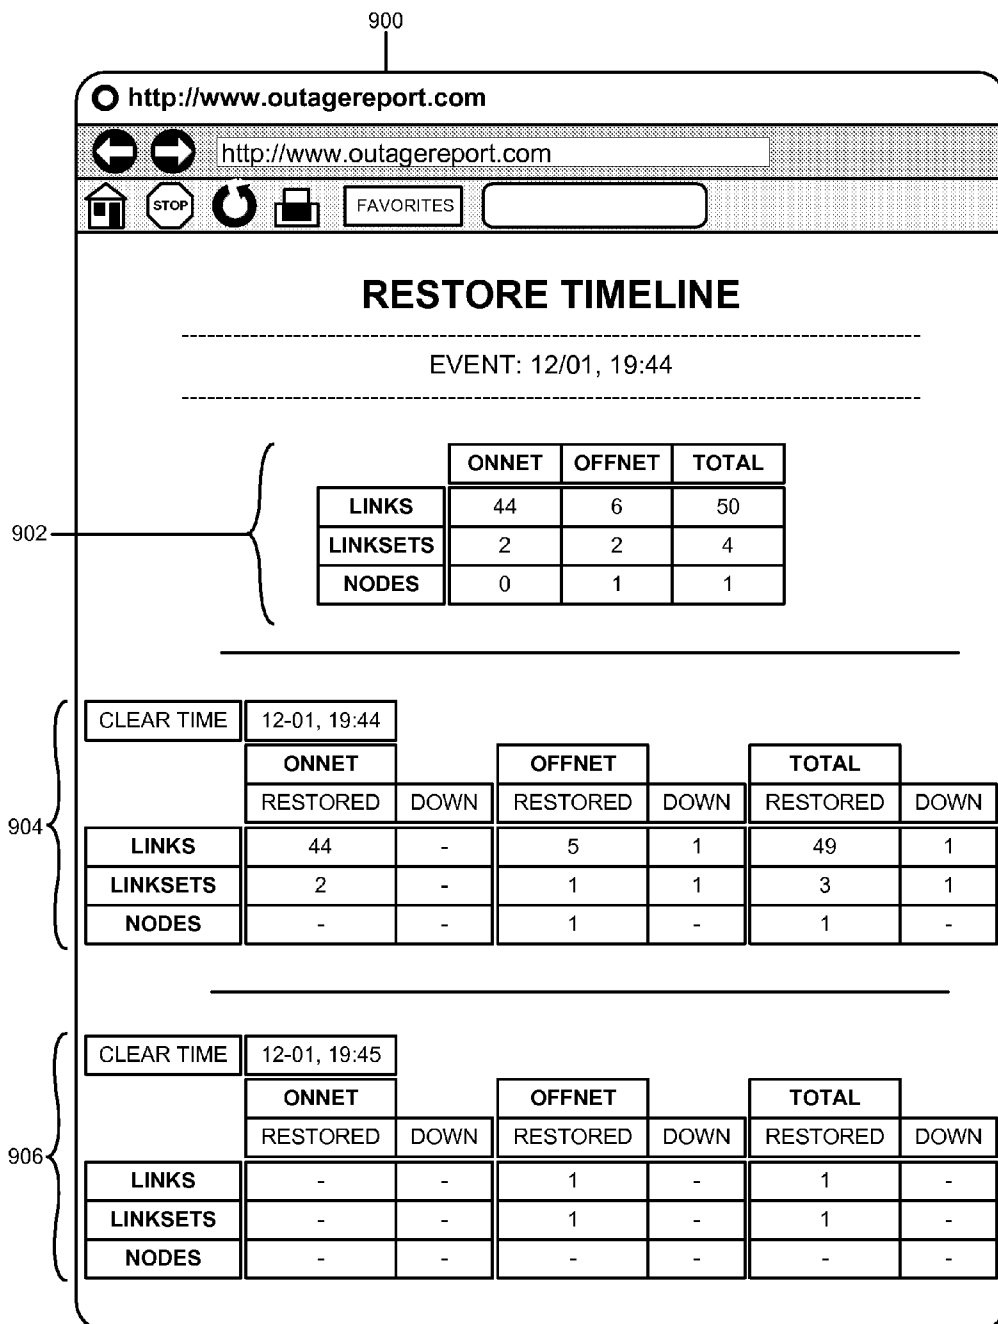 900
http://www.outagereport.com
http://www.outagereport.com
STOP FAVORITES
RESTORE TIMELINE
--------------------------------------------------------------------------------
EVENT: 12/01, 19:44
--------------------------------------------------------------------------------
ONNET OFFNET TOTAL
LINKS 44 6 50
902
LINKSETS 2 2 4
NODES 0 1 1
CLEAR TIME 12-01, 19:44
ONNET OFFNET TOTAL
RESTORED DOWN RESTORED DOWN RESTORED DOWN
904
LINKS 44 - 5 1 49 1
LINKSETS 2 - 1 1 3 1
NODES - - 1 - 1 -
CLEAR TIME 12-01, 19:45
ONNET OFFNET TOTAL
RESTORED DOWN RESTORED DOWN RESTORED DOWN
906
LINKS - - 1 - 1 -
LINKSETS - - 1 - 1 -
NODES - - - - - -